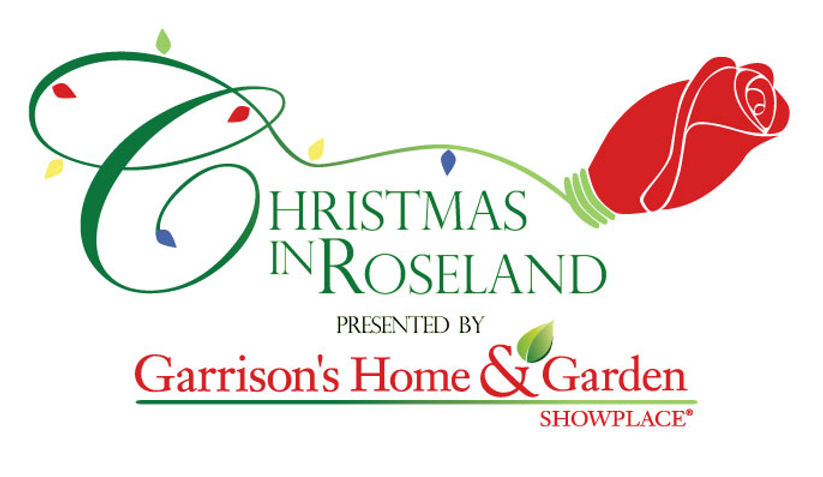 CHRISTMAS
IN ROSELAND
PRESENTED BY
Garrison's Home & Garden
SHOWPLACE®